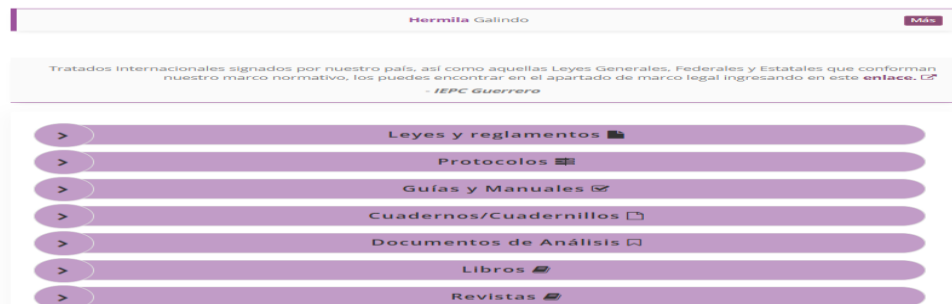 Hermila Galindo
Más
Tratados Internacionales signados por nuestro país, así como aquellas Leyes Generales, Federales y Estatales que conforman
nuestro marco normativo, los puedes encontrar en el apartado de marco legal ingresando en este enlace.
- IEPC Guerrero
Leyes y reglamentos
Protocolos
Guías y Manuales
Cuadernos/Cuadernillos
Documentos de Análisis
Libros
Revistas